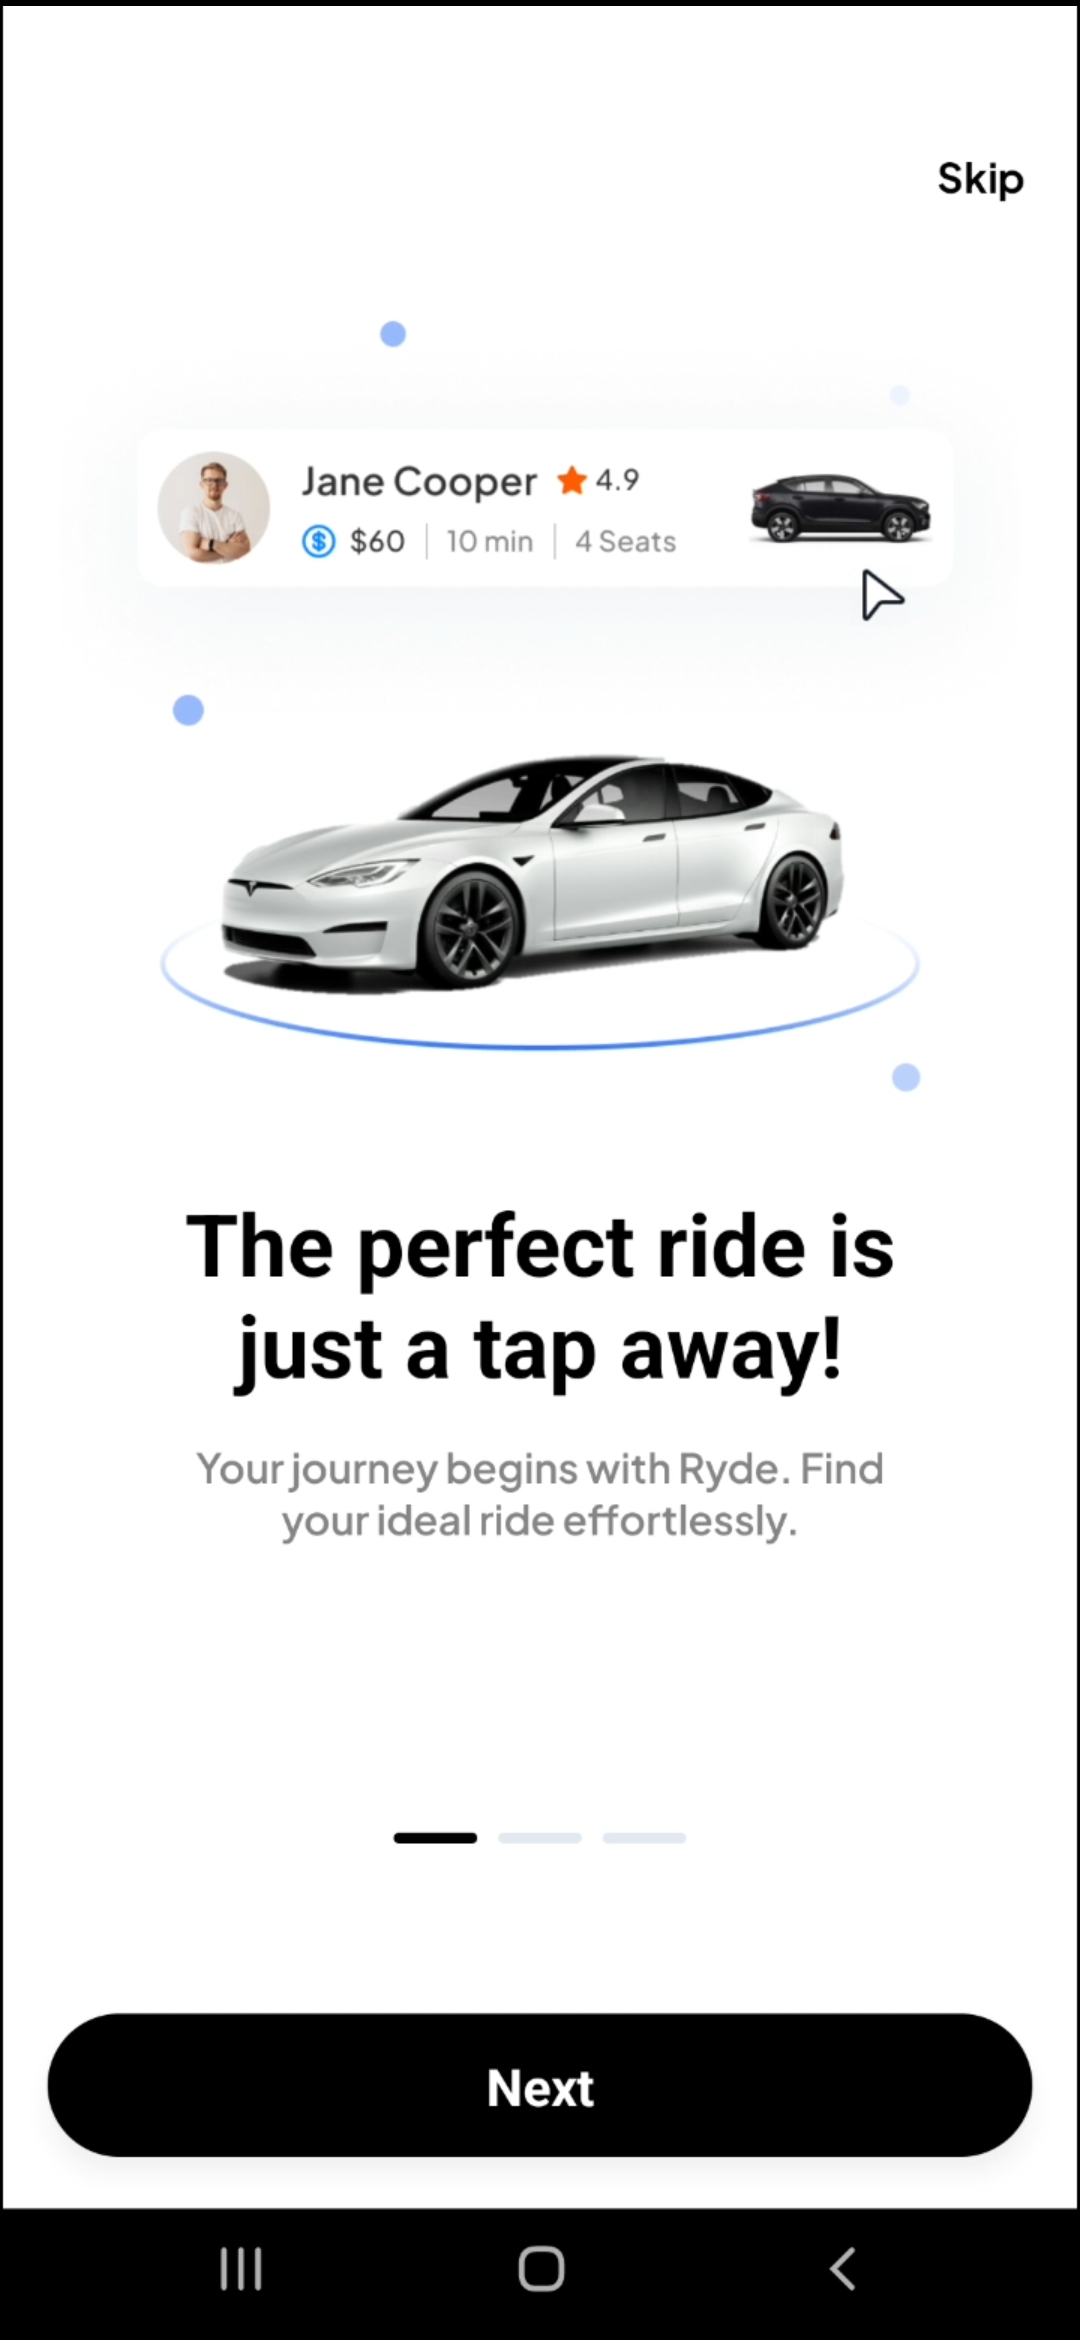 Skip
Jane Cooper 4.9
$60 10 min 4 Seats
The perfect ride is
just a tap away!
Your journey begins with Ryde. Find
your ideal ride effortlessly.
Next